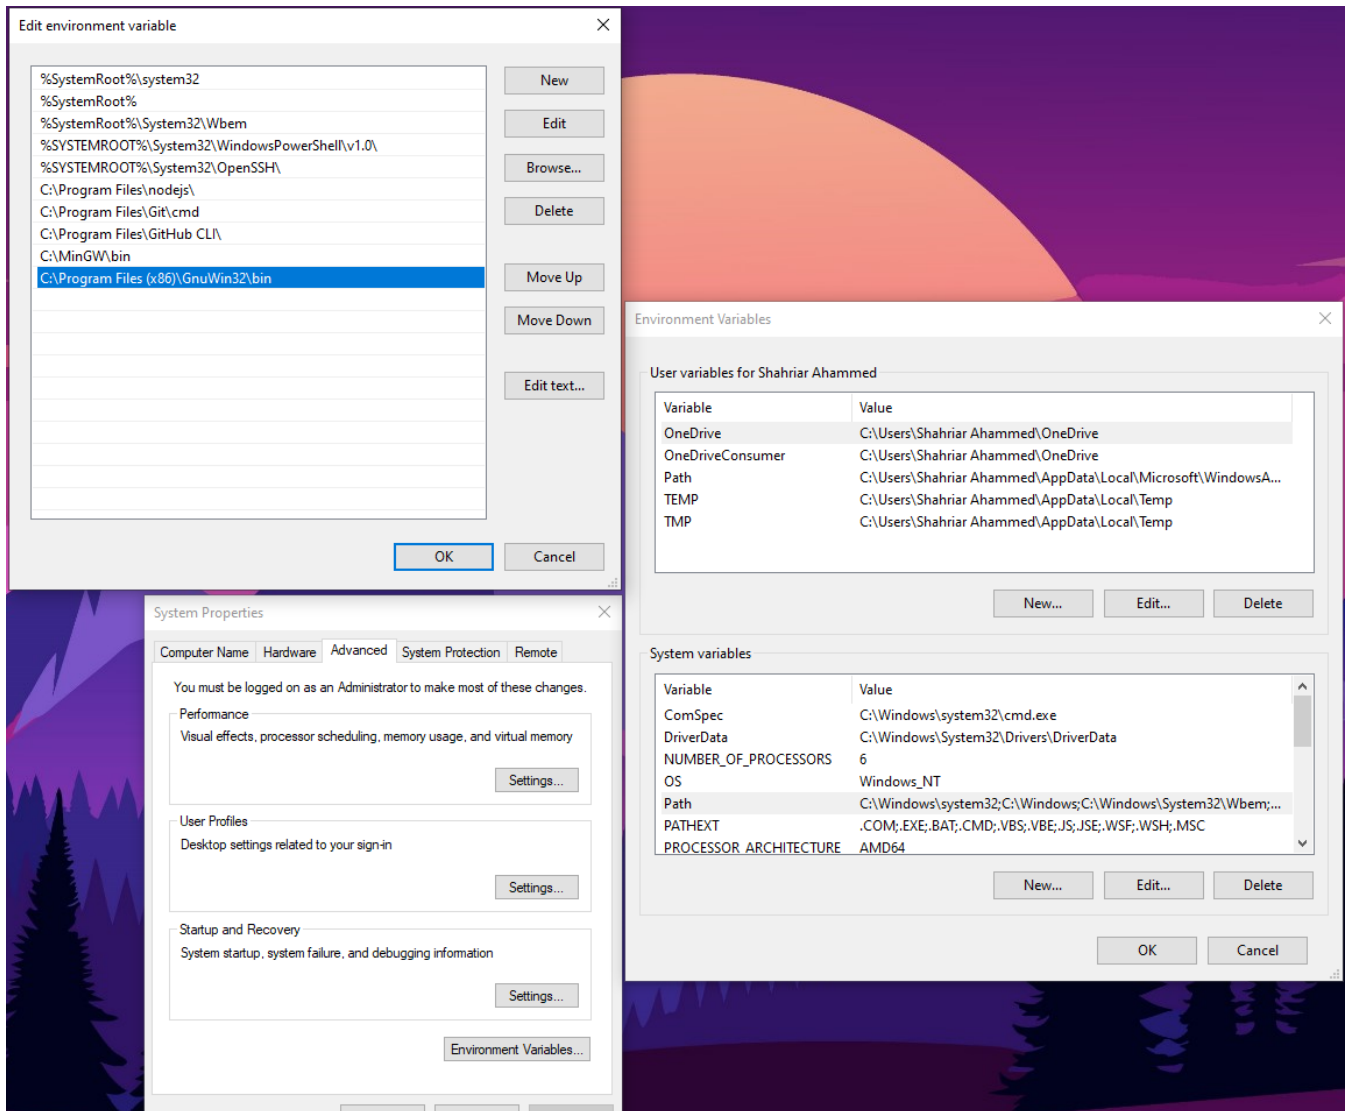 Edit environment variable
%SystemRoot%\system32
%SystemRoot%
%SystemRoot%\System32\Wbem
%SYSTEMROOT%\System32\WindowsPowerShell\v1.0\
%SYSTEMROOT%\System32\OpenSSH\
C:\Program Files\nodejs\
C:\Program Files\Git\cmd
C:\Program Files\GitHub CLI\
C:\MinGW\bin
C:\Program Files (x86)\GnuWin32\bin
New
Edit
Browse...
Delete
Move Up
Move Down
Edit text...
OK Cancel
Environment Variables
User variables for Shahriar Ahammed
Variable Value
OneDrive C:\Users\Shahriar Ahammed\OneDrive
OneDriveConsumer C:\Users\Shahriar Ahammed\OneDrive
Path C:\Users\Shahriar Ahammed\AppData\Local\Microsoft\WindowsA...
TEMP C:\Users\Shahriar Ahammed\AppData\Local\Temp
TMP C:\Users\Shahriar Ahammed\AppData\Local\Temp
New... Edit... Delete
System variables
Variable Value
ComSpec C:\Windows\system32\cmd.exe
DriverData C:\Windows\System32\Drivers\DriverData
NUMBER_OF_PROCESSORS 6
OS Windows_NT
Path C:\Windows\system32;C:\Windows;C:\Windows\System32\Wbem;...
PATHEXT .COM;.EXE;.BAT;.CMD;.VBS;.VBE;.JS;.JSE;.WSF;.WSH;.MSC
PROCESSOR_ARCHITECTURE AMD64
New... Edit... Delete
OK Cancel
System Properties
Computer Name Hardware Advanced System Protection Remote
You must be logged on as an Administrator to make most of these changes.
Performance
Visual effects, processor scheduling, memory usage, and virtual memory
Settings...
User Profiles
Desktop settings related to your sign-in
Settings...
Startup and Recovery
System startup, system failure, and debugging information
Settings...
Environment Variables...